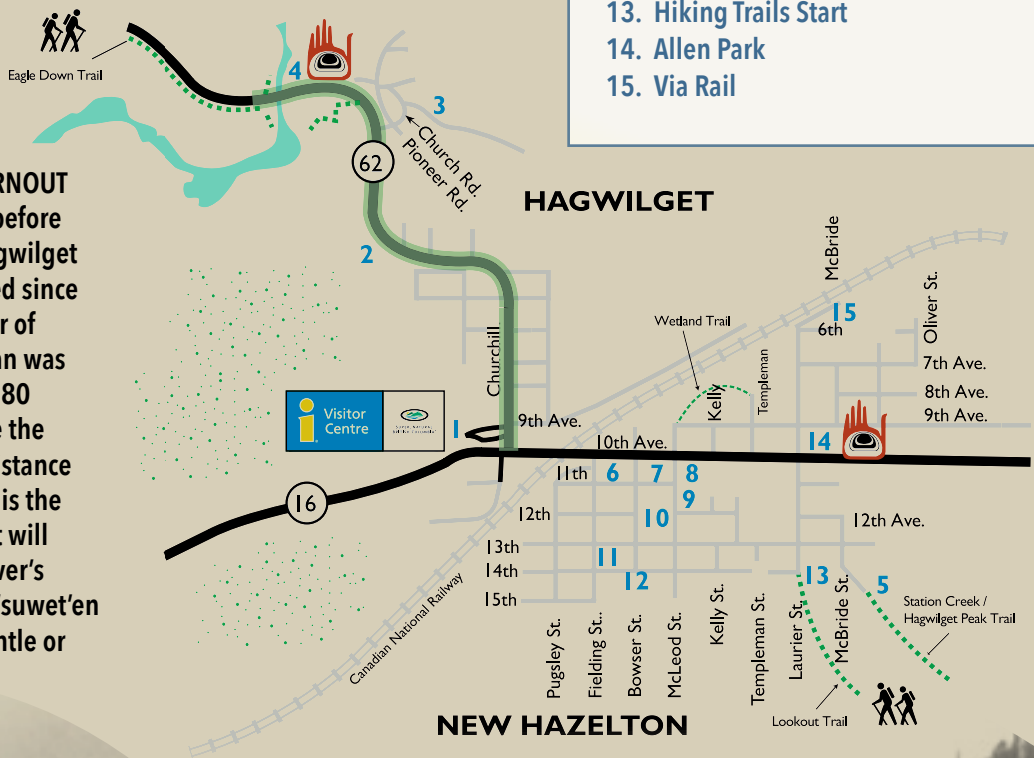 13. Hiking Trails Start
14. Allen Park
15. Via Rail
Eagle Down Trail
4
3
Church Rd.
Pioneer Rd.
62
HAGWILGET
RNOUT
before
gwilget
ed since
r of
an was
80
e the
istance
is the
t will
ver's
'suwet'en
ntle or
2
McBride
15
6th
Oliver St.
Wetland Trail
Templeman
Kelly
7th Ave.
8th Ave.
9th Ave.
Churchill
i
Visitor
Centre
1
9th Ave.
10th Ave.
14
16
11th
6
7
8
9
12th
10
12th Ave.
13th
11
14th
12
13
5
15th
Station Creek /
Hagwilget Peak Trail
Canadian National Railway
Pugsley St.
Fielding St..
Bowser St.
McLeod St.
Kelly St.
Templeman St.
Laurier St.
McBride St.
Lookout Trail
NEW HAZELTON